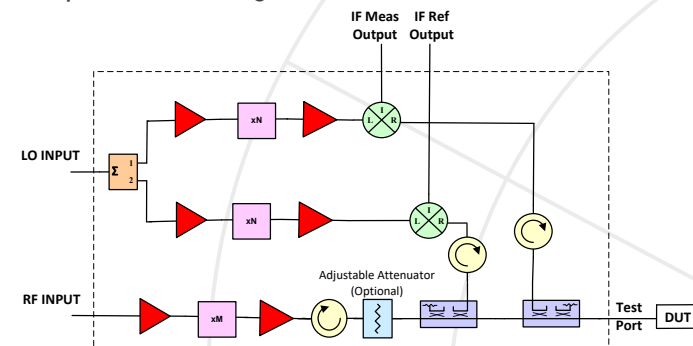 IF Meas Output
IF Ref Output
LO INPUT
Σ
1
2
xN
L
I
R
xN
L
I
R
Adjustable Attenuator
(Optional)
RF INPUT
xM
Test
Port
DUT